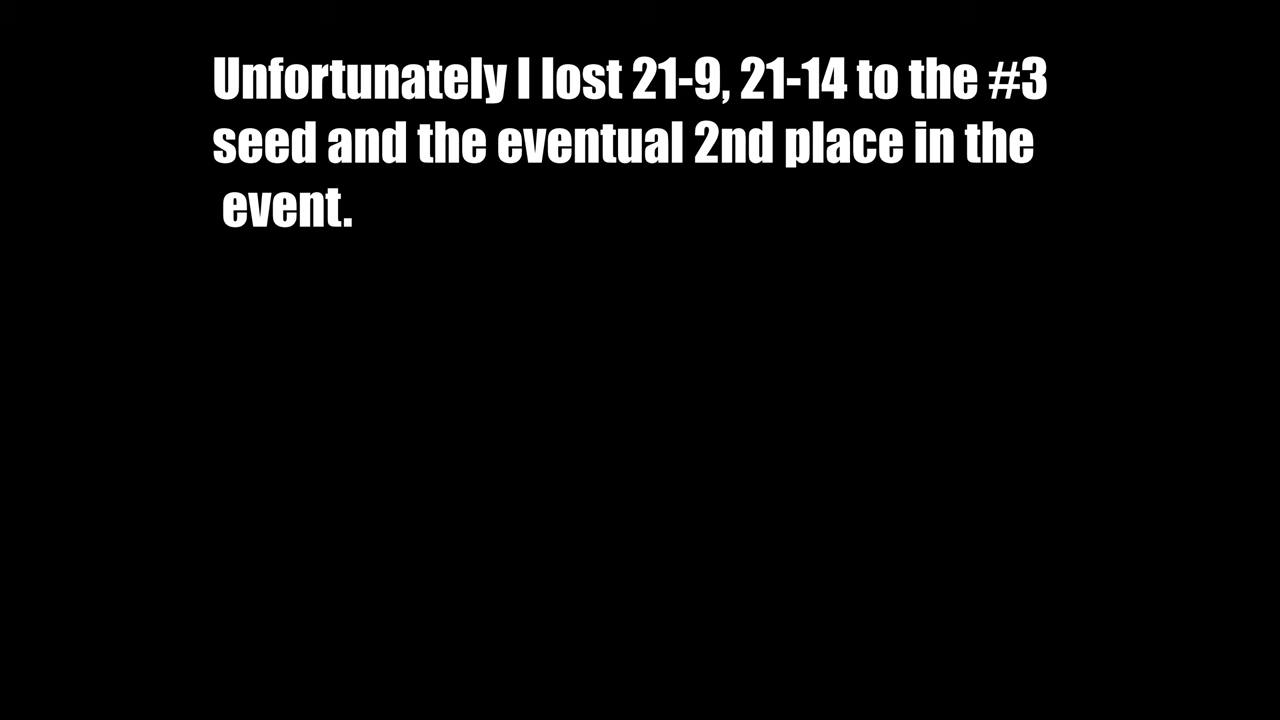 Unfortunately I lost 21-9, 21-14 to the #3
seed and the eventual 2nd place in the
event.